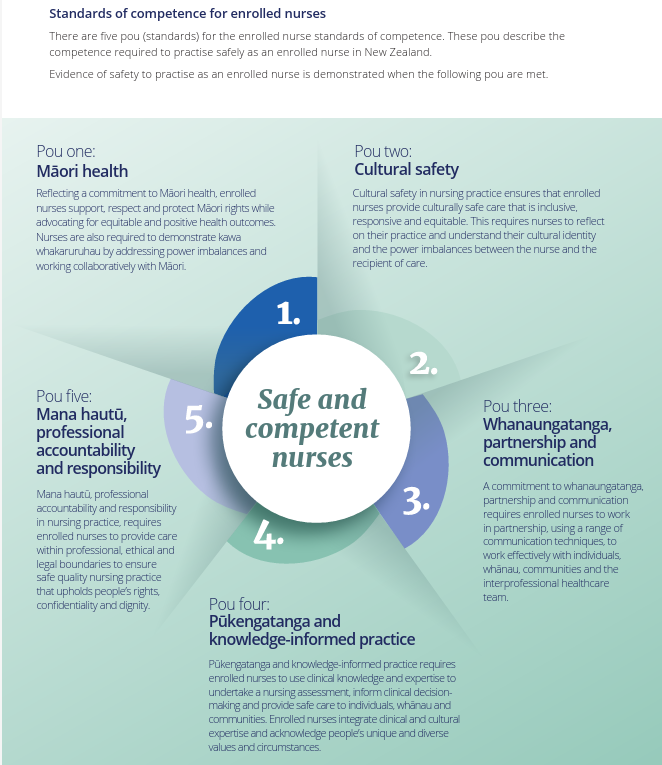 Standards of competence for enrolled nurses
There are five pou (standards) for the enrolled nurse standards of competence. These pou describe the
competence required to practise safely as an enrolled nurse in New Zealand.
Evidence of safety to practise as an enrolled nurse is demonstrated when the following pou are met.
Pou one:
Māori health
Reflecting a commitment to Māori health, enrolled
nurses support, respect and protect Māori rights while
advocating for equitable and positive health outcomes.
Nurses are also required to demonstrate kawa
whakaruruhau by addressing power imbalances and
working collaboratively with Māori.
Pou two:
Cultural safety
Cultural safety in nursing practice ensures that enrolled
nurses provide culturally safe care that is inclusive,
responsive and equitable. This requires nurses to reflect
on their practice and understand their cultural identity
and the power imbalances between the nurse and the
recipient of care.
1.
2.
3.
4.
5.
Safe and
competent
nurses
Pou three:
Whanaungatanga,
partnership and
communication
A commitment to whanaungatanga,
partnership and communication
requires enrolled nurses to work
in partnership, using a range of
communication techniques, to
work effectively with individuals,
whānau, communities and the
interprofessional healthcare
team.
Pou four:
Pūkengatanga and
knowledge-informed practice
Pūkengatanga and knowledge-informed practice requires
enrolled nurses to use clinical knowledge and expertise to
undertake a nursing assessment, inform clinical decision-
making and provide safe care to individuals, whānau and
communities. Enrolled nurses integrate clinical and cultural
expertise and acknowledge people's unique and diverse
values and circumstances.
Pou five:
Mana hautū,
professional
accountability
and responsibility
Mana hautū, professional
accountability and responsibility
in nursing practice, requires
enrolled nurses to provide care
within professional, ethical and
legal boundaries to ensure
safe quality nursing practice
that upholds people's rights,
confidentiality and dignity.